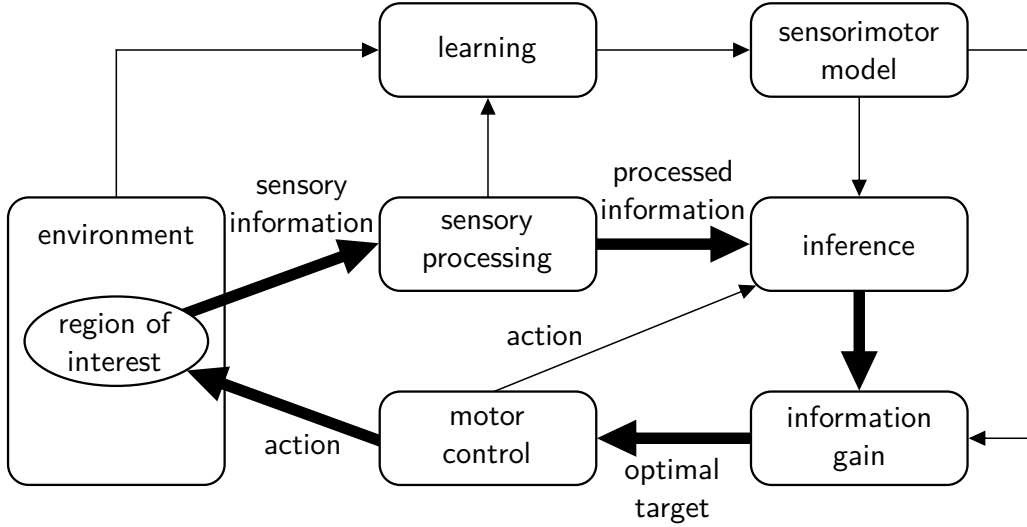 learning
sensorimotor
model
sensory
information
processed
information
environment
sensory
processing
inference
region of
interest
action
action
motor
control
optimal
target
information
gain